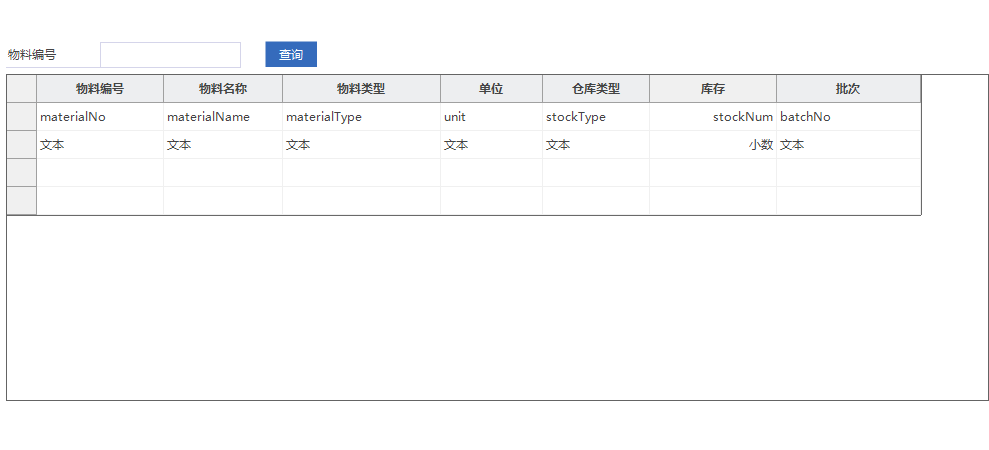 物料编号 查询
物料编号 物料名称 物料类型 单位 仓库类型 库存 批次
materialNo materialName materialType unit stockType stockNum batchNo
文本 文本 文本 文本 文本 小数 文本